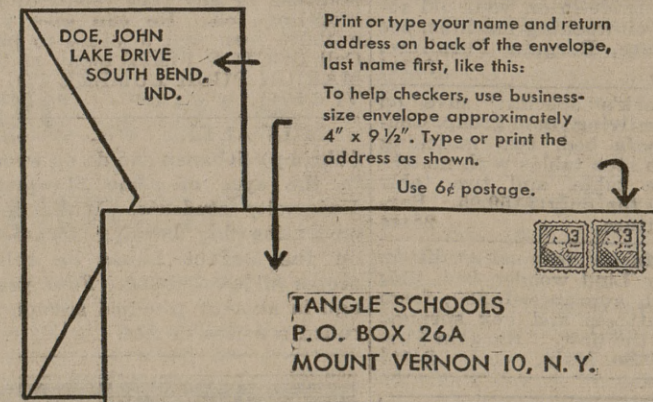 DOE, JOHN
LAKE DRIVE
SOUTH BEND,
IND.
Print or type your name and return
address on back of the envelope,
last name first, like this:
To help checkers, use business-
size envelope approximately
4" x 9 ½". Type or print the
address as shown.
Use 6¢ postage.
3 3
TANGLE SCHOOLS
P.O. BOX 26A
MOUNT VERNON 10, N. Y.